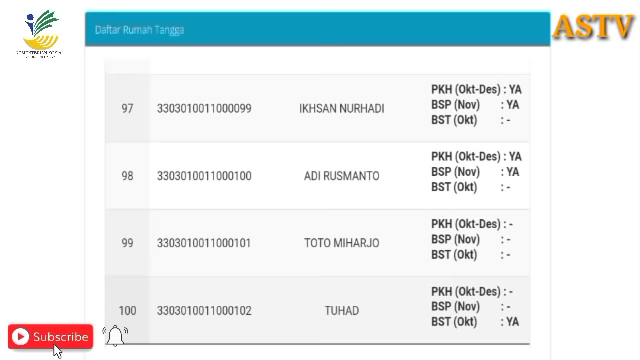 ASTV
Daftar Rumah Tangga
97 3303010011000099 IKHSAN NURHADI PKH (Okt-Des) : YA
BSP (Nov) : YA
BST (Okt) : -
98 3303010011000100 ADI RUSMANTO PKH (Okt-Des) : YA
BSP (Nov) : YA
BST (Okt) : -
99 3303010011000101 TOTO MIHARJO PKH (Okt-Des) : -
BSP (Nov) : -
BST (Okt) : -
100 3303010011000102 TUHAD PKH (Okt-Des) : -
BSP (Nov) : -
BST (Okt) : YA
Subscribe